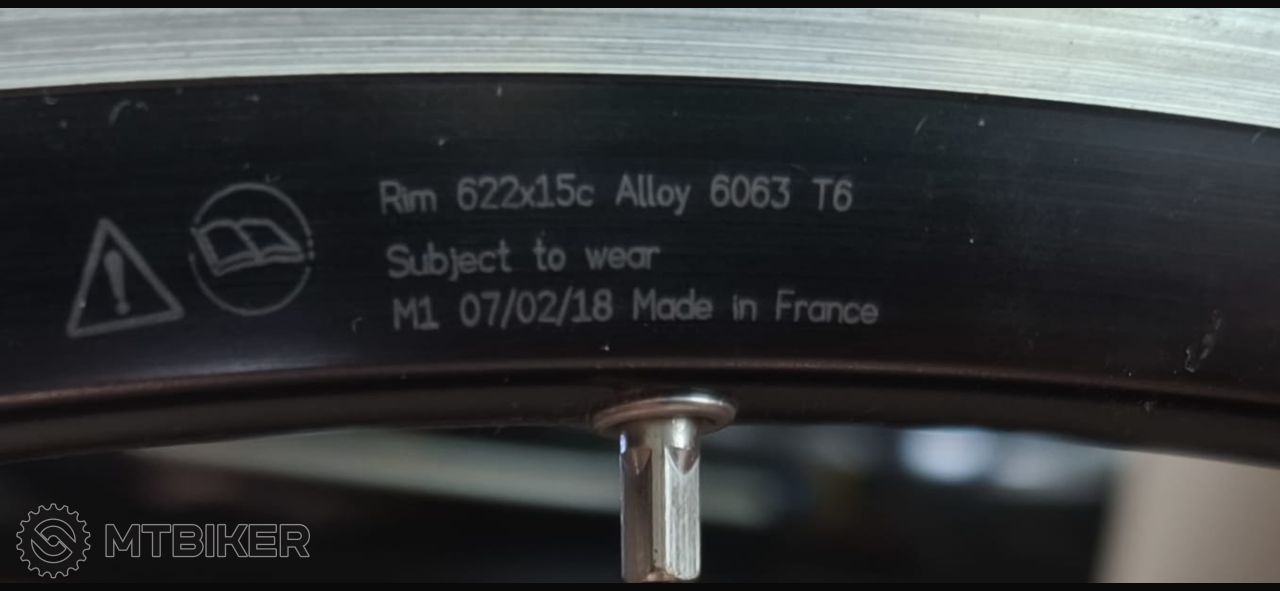 Rim 622x15c Alloy 6063 T6
Subject to wear
M1 07/02/18 Made in France
MTBIKER